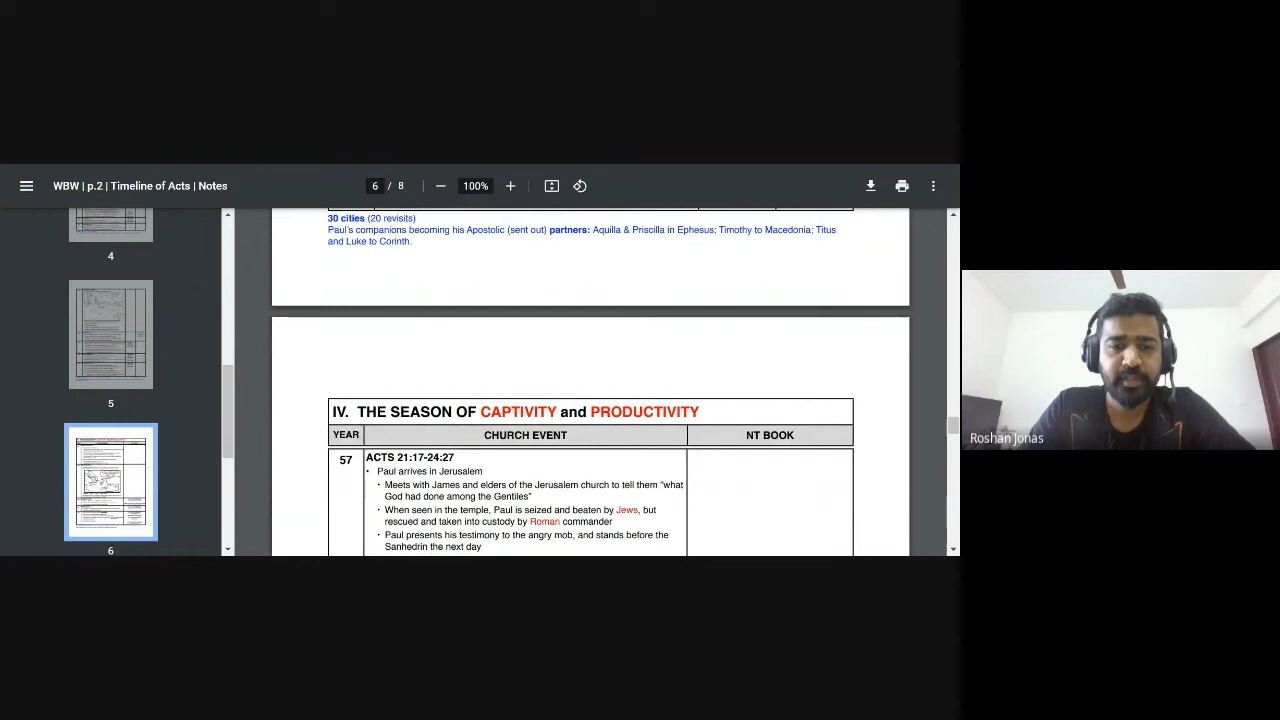 WBW | p.2 | Timeline of Acts | Notes
6 / 8
100%
4
5
6
30 cities (20 revisits)
Paul's companions becoming his Apostolic (sent out) partners: Aquilla & Priscilla in Ephesus; Timothy to Macedonia; Titus
and Luke to Corinth.
IV. THE SEASON OF CAPTIVITY and PRODUCTIVITY
YEAR CHURCH EVENT NT BOOK
57 ACTS 21:17-24:27
• Paul arrives in Jerusalem
• Meets with James and elders of the Jerusalem church to tell them "what
God had done among the Gentiles"
• When seen in the temple, Paul is seized and beaten by Jews, but
rescued and taken into custody by Roman commander
• Paul presents his testimony to the angry mob, and stands before the
Sanhedrin the next day
Roshan Jonas